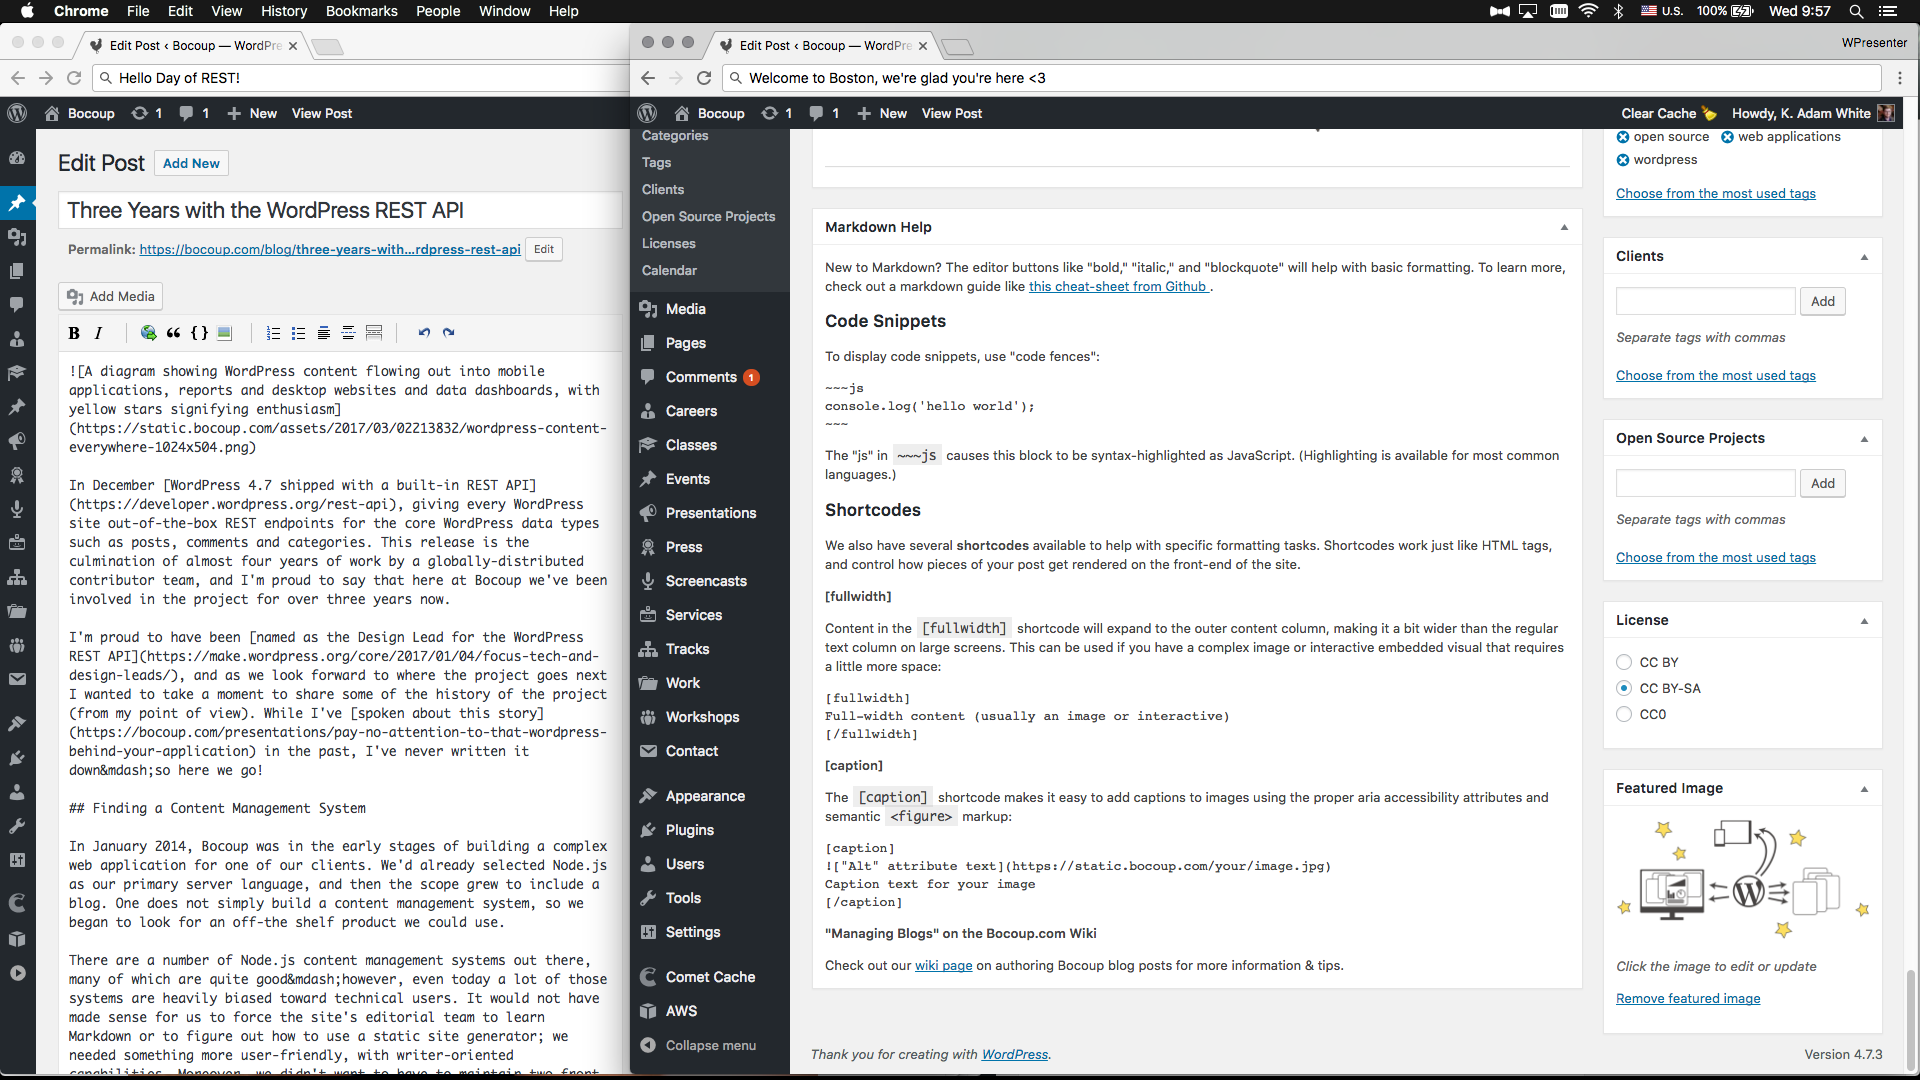 Chrome File Edit View History Bookmarks People Window Help
U.S. 100% Wed 9:57
Edit Post ‹ Bocoup — WordPre
Hello Day of REST!
Bocoup 1 1 New View Post
Edit Post Add New
Three Years with the WordPress REST API
Permalink: https://bocoup.com/blog/three-years-with...rdpress-rest-api Edit
Add Media
B I
![A diagram showing WordPress content flowing out into mobile
applications, reports and desktop websites and data dashboards, with
yellow stars signifying enthusiasm]
(https://static.bocoup.com/assets/2017/03/02213832/wordpress-content-
everywhere-1024x504.png)
In December [WordPress 4.7 shipped with a built-in REST API]
(https://developer.wordpress.org/rest-api), giving every WordPress
site out-of-the-box REST endpoints for the core WordPress data types
such as posts, comments and categories. This release is the
culmination of almost four years of work by a globally-distributed
contributor team, and I'm proud to say that here at Bocoup we've been
involved in the project for over three years now.
I'm proud to have been [named as the Design Lead for the WordPress
REST API](https://make.wordpress.org/core/2017/01/04/focus-tech-and-
design-leads/), and as we look forward to where the project goes next
I wanted to take a moment to share some of the history of the project
(from my point of view). While I've [spoken about this story]
(https://bocoup.com/presentations/pay-no-attention-to-that-wordpress-
behind-your-application) in the past, I've never written it
down&mdash;so here we go!
## Finding a Content Management System
In January 2014, Bocoup was in the early stages of building a complex
web application for one of our clients. We'd already selected Node.js
as our primary server language, and then the scope grew to include a
blog. One does not simply build a content management system, so we
began to look for an off-the shelf product we could use.
There are a number of Node.js content management systems out there,
many of which are quite good&mdash;however, even today a lot of those
systems are heavily biased toward technical users. It would not have
made sense for us to force the site's editorial team to learn
Markdown or to figure out how to use a static site generator; we
needed something more user-friendly, with writer-oriented
capabilities. Moreover, we didn't want to have to maintain two front
Edit Post ‹ Bocoup — WordPre
WPresenter
Welcome to Boston, we're glad you're here <3
Bocoup 1 1 New View Post
Clear Cache Howdy, K. Adam White
Categories
Tags
Clients
Open Source Projects
Licenses
Calendar
Media
Pages
Comments 1
Careers
Classes
Events
Presentations
Press
Screencasts
Services
Tracks
Work
Workshops
Contact
Appearance
Plugins
Users
Tools
Settings
Comet Cache
AWS
Collapse menu
Markdown Help
New to Markdown? The editor buttons like "bold," "italic," and "blockquote" will help with basic formatting. To learn more,
check out a markdown guide like this cheat-sheet from Github .
Code Snippets
To display code snippets, use "code fences":
~~~js
console.log('hello world');
~~~
The "js" in ~~~js causes this block to be syntax-highlighted as JavaScript. (Highlighting is available for most common
languages.)
Shortcodes
We also have several shortcodes available to help with specific formatting tasks. Shortcodes work just like HTML tags,
and control how pieces of your post get rendered on the front-end of the site.
[fullwidth]
Content in the [fullwidth] shortcode will expand to the outer content column, making it a bit wider than the regular
text column on large screens. This can be used if you have a complex image or interactive embedded visual that requires
a little more space:
[fullwidth]
Full-width content (usually an image or interactive)
[/fullwidth]
[caption]
The [caption] shortcode makes it easy to add captions to images using the proper aria accessibility attributes and
semantic <figure> markup:
[caption]
!["Alt" attribute text](https://static.bocoup.com/your/image.jpg)
Caption text for your image
[/caption]
"Managing Blogs" on the Bocoup.com Wiki
Check out our wiki page on authoring Bocoup blog posts for more information & tips.
Thank you for creating with WordPress.
open source web applications
wordpress
Choose from the most used tags
Clients
Add
Separate tags with commas
Choose from the most used tags
Open Source Projects
Add
Separate tags with commas
Choose from the most used tags
License
CC BY
CC BY-SA
CC0
Featured Image
Click the image to edit or update
Remove featured image
Version 4.7.3